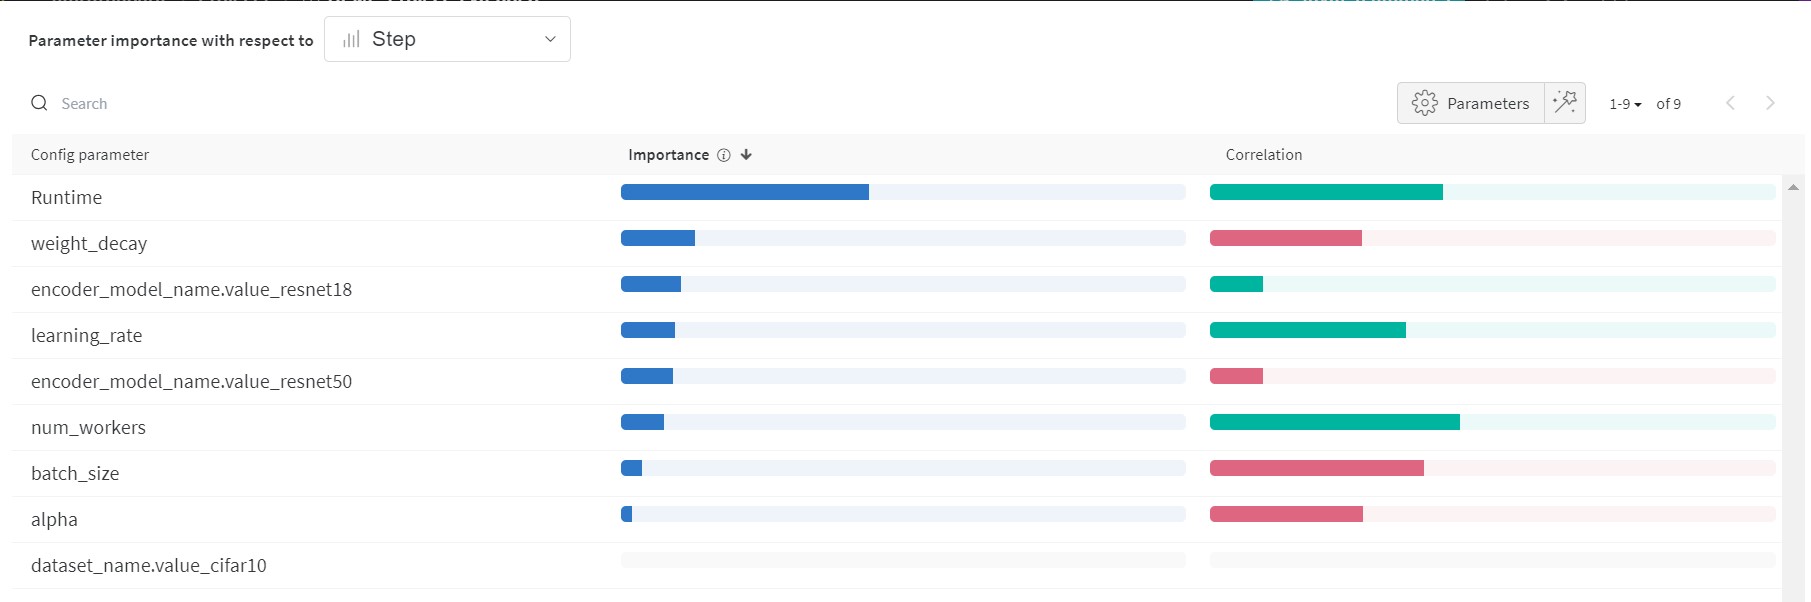 Parameter importance with respect to Step
Search
Parameters 1-9 of 9
Config parameter Importance Correlation
Runtime
weight_decay
encoder_model_name.value_resnet18
learning_rate
encoder_model_name.value_resnet50
num_workers
batch_size
alpha
dataset_name.value_cifar10